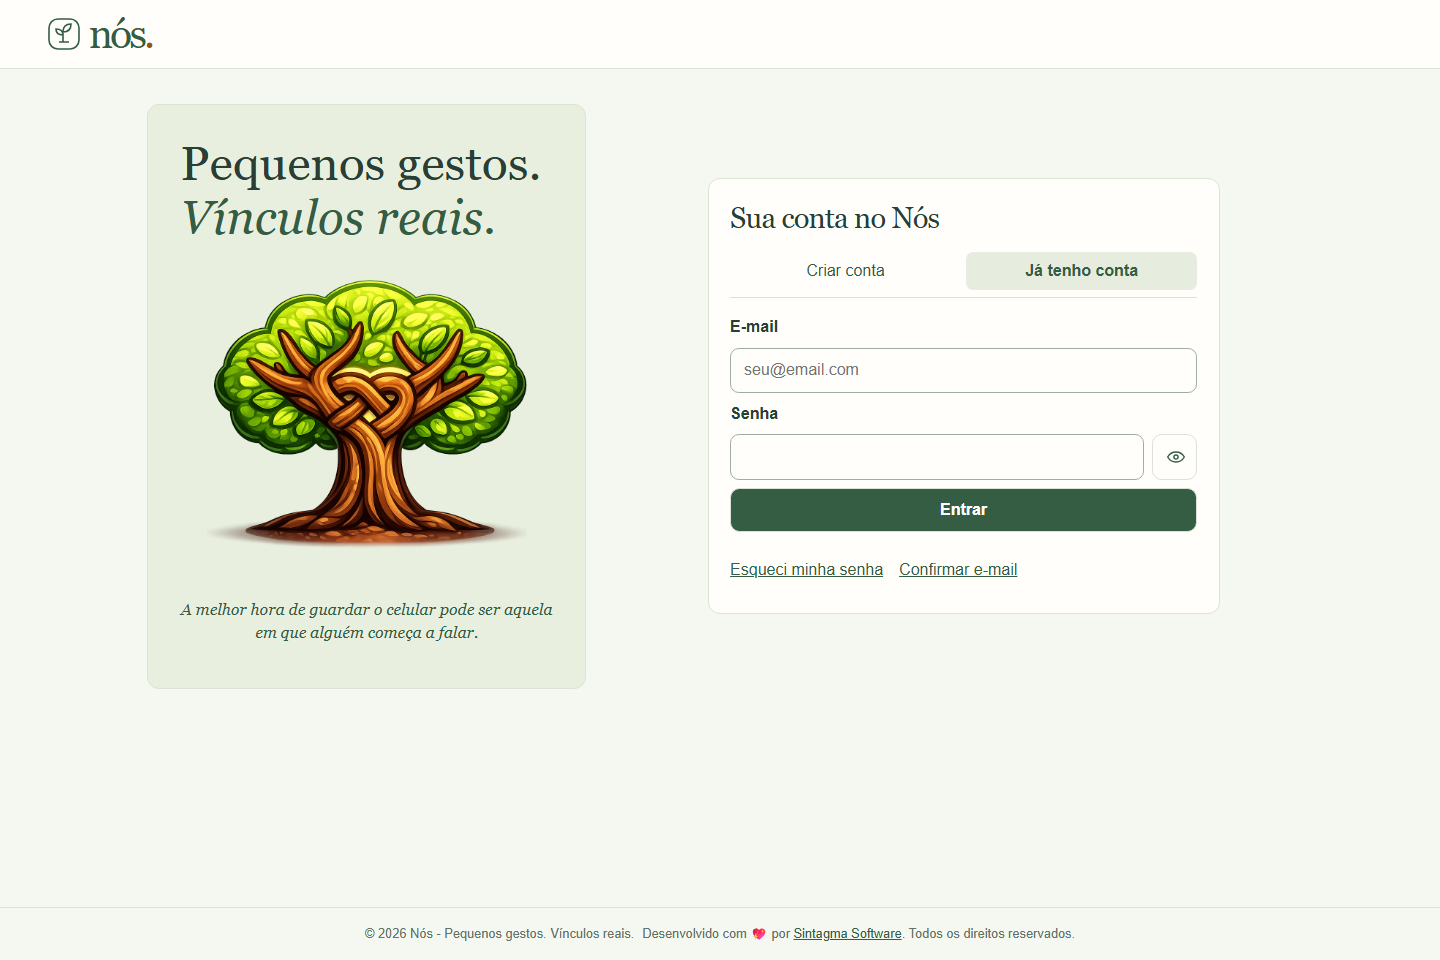 nós.
Pequenos gestos.
Vínculos reais.
A melhor hora de guardar o celular pode ser aquela
em que alguém começa a falar.
Sua conta no Nós
Criar conta
Já tenho conta
E-mail
seu@email.com
Senha
Entrar
Esqueci minha senha
Confirmar e-mail
© 2026 Nós - Pequenos gestos. Vínculos reais. Desenvolvido com 💖 por Sintagma Software. Todos os direitos reservados.